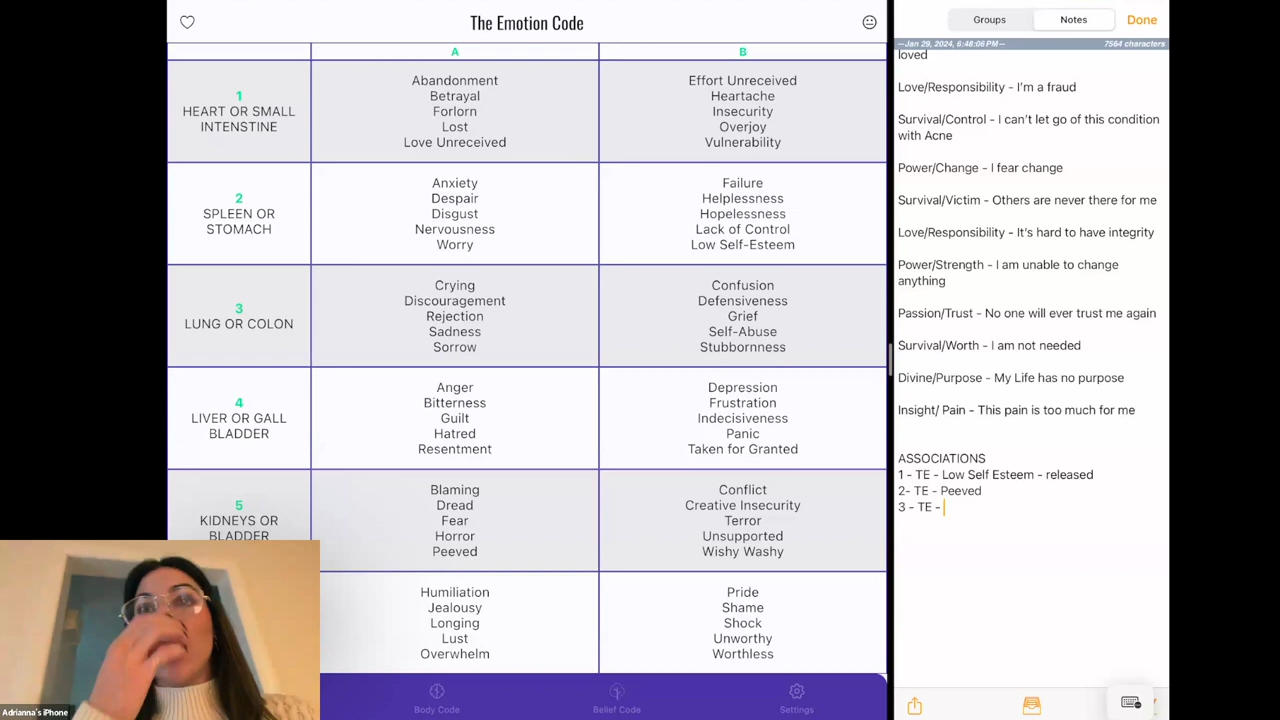 The Emotion Code
A
B
1
HEART OR SMALL
INTENSTINE
Abandonment
Betrayal
Forlorn
Lost
Love Unreceived
Effort Unreceived
Heartache
Insecurity
Overjoy
Vulnerability
2
SPLEEN OR
STOMACH
Anxiety
Despair
Disgust
Nervousness
Worry
Failure
Helplessness
Hopelessness
Lack of Control
Low Self-Esteem
3
LUNG OR COLON
Crying
Discouragement
Rejection
Sadness
Sorrow
Confusion
Defensiveness
Grief
Self-Abuse
Stubbornness
4
LIVER OR GALL
BLADDER
Anger
Bitterness
Guilt
Hatred
Resentment
Depression
Frustration
Indecisiveness
Panic
Taken for Granted
5
KIDNEYS OR
BLADDER
Blaming
Dread
Fear
Horror
Peeved
Conflict
Creative Insecurity
Terror
Unsupported
Wishy Washy
Humiliation
Jealousy
Longing
Lust
Overwhelm
Pride
Shame
Shock
Unworthy
Worthless
Body Code
Belief Code
Settings
Adrianna's iPhone
Groups
Notes
Done
—Jan 29, 2024, 6:48:06 PM—
7564 characters
loved
Love/Responsibility - I'm a fraud
Survival/Control - I can't let go of this condition
with Acne
Power/Change - I fear change
Survival/Victim - Others are never there for me
Love/Responsibility - It's hard to have integrity
Power/Strength - I am unable to change
anything
Passion/Trust - No one will ever trust me again
Survival/Worth - I am not needed
Divine/Purpose - My Life has no purpose
Insight/ Pain - This pain is too much for me
ASSOCIATIONS
1 - TE - Low Self Esteem - released
2- TE - Peeved
3 - TE -